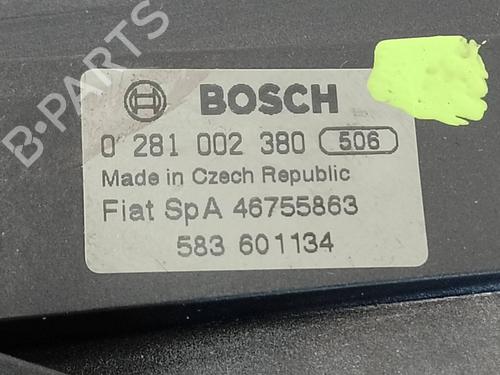 B-PARTS
BOSCH
0 281 002 380 506
Made in Czech Republic
Fiat SpA 46755863
583 601134